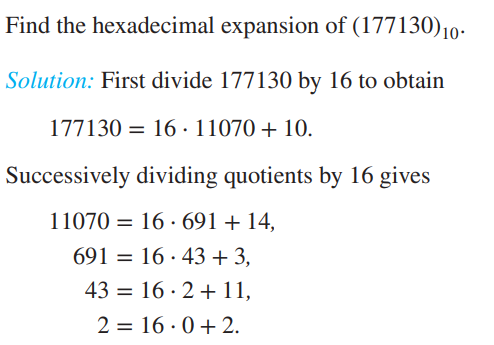 Find the hexadecimal expansion of (177130)₁₀.
Solution: First divide 177130 by 16 to obtain
177130 = 16 · 11070 + 10.
Successively dividing quotients by 16 gives
11070 = 16 · 691 + 14,
691 = 16 · 43 + 3,
43 = 16 · 2 + 11,
2 = 16 · 0 + 2.